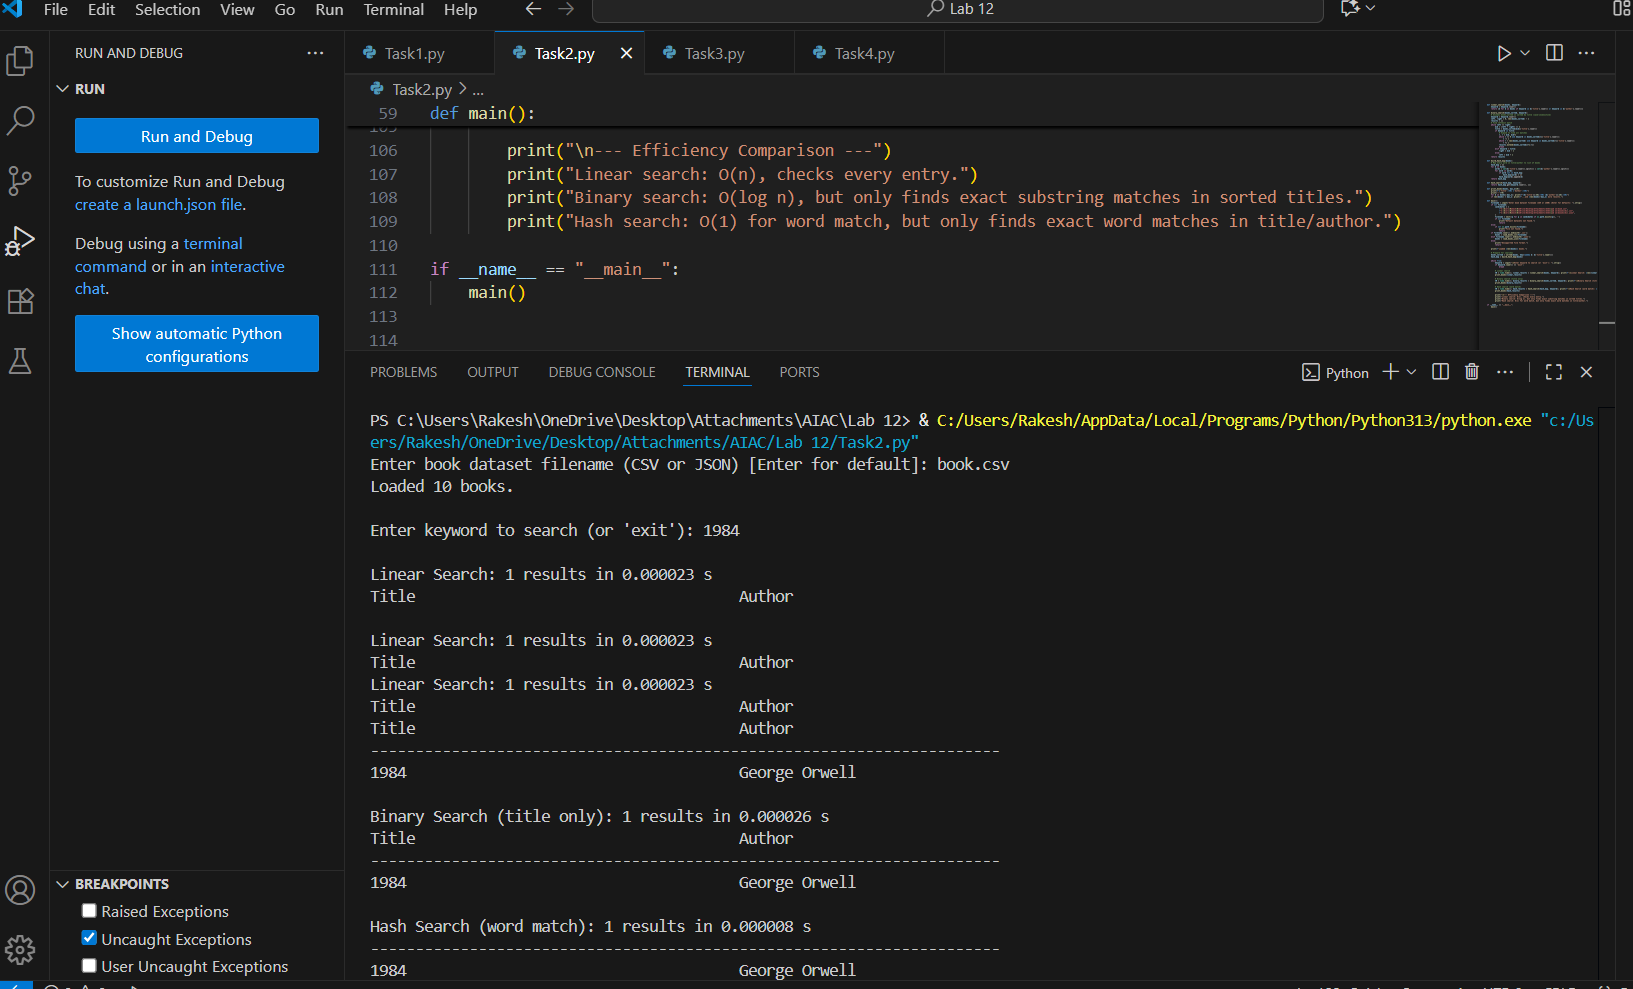 File Edit Selection View Go Run Terminal Help
Lab 12
RUN AND DEBUG
RUN
Run and Debug
To customize Run and Debug
create a launch.json file.
Debug using a terminal
command or in an interactive
chat.
Show automatic Python
configurations
BREAKPOINTS
Raised Exceptions
Uncaught Exceptions
User Uncaught Exceptions
Task1.py Task2.py Task3.py Task4.py
Task2.py > ...
59 def main():
106 print("\n--- Efficiency Comparison ---")
107 print("Linear search: O(n), checks every entry.")
108 print("Binary search: O(log n), but only finds exact substring matches in sorted titles.")
109 print("Hash search: O(1) for word match, but only finds exact word matches in title/author.")
110
111 if __name__ == "__main__":
112 main()
113
114
PROBLEMS OUTPUT DEBUG CONSOLE TERMINAL PORTS
Python
PS C:\Users\Rakesh\OneDrive\Desktop\Attachments\AIAC\Lab 12> & C:/Users/Rakesh/AppData/Local/Programs/Python/Python313/python.exe "c:/Us
ers/Rakesh/OneDrive/Desktop/Attachments/AIAC/Lab 12/Task2.py"
Enter book dataset filename (CSV or JSON) [Enter for default]: book.csv
Loaded 10 books.
Enter keyword to search (or 'exit'): 1984
Linear Search: 1 results in 0.000023 s
Title Author
Linear Search: 1 results in 0.000023 s
Title Author
Linear Search: 1 results in 0.000023 s
Title Author
Title Author
----------------------------------------------------------------------
1984 George Orwell
Binary Search (title only): 1 results in 0.000026 s
Title Author
----------------------------------------------------------------------
1984 George Orwell
Hash Search (word match): 1 results in 0.000008 s
----------------------------------------------------------------------
1984 George Orwell